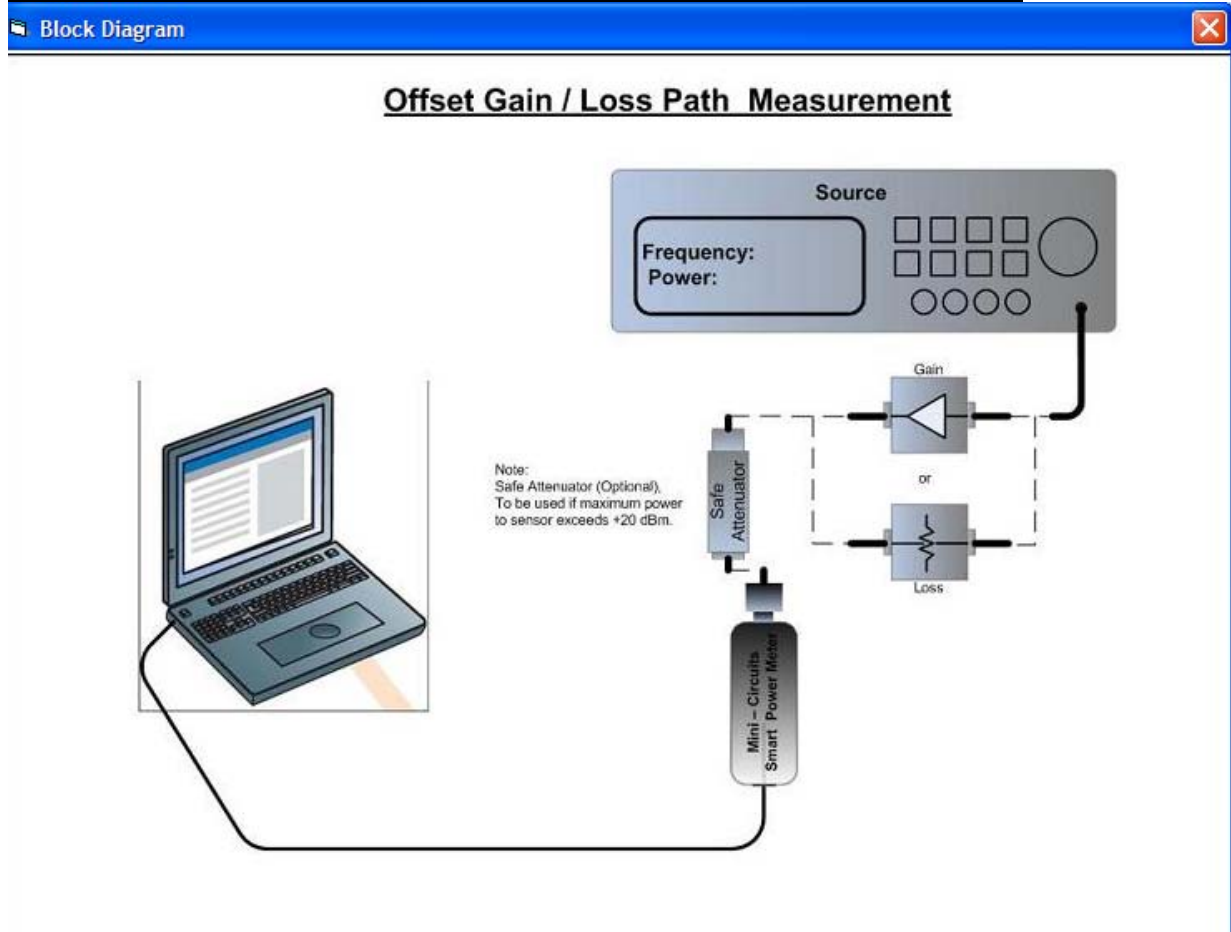 Block Diagram
Offset Gain / Loss Path Measurement
Source
Frequency:
Power:
Gain
or
Loss
Note:
Safe Attenuator (Optional),
To be used if maximum power
to sensor exceeds +20 dBm.
Safe
Attenuator
Mini – Circuits
Smart Power Meter